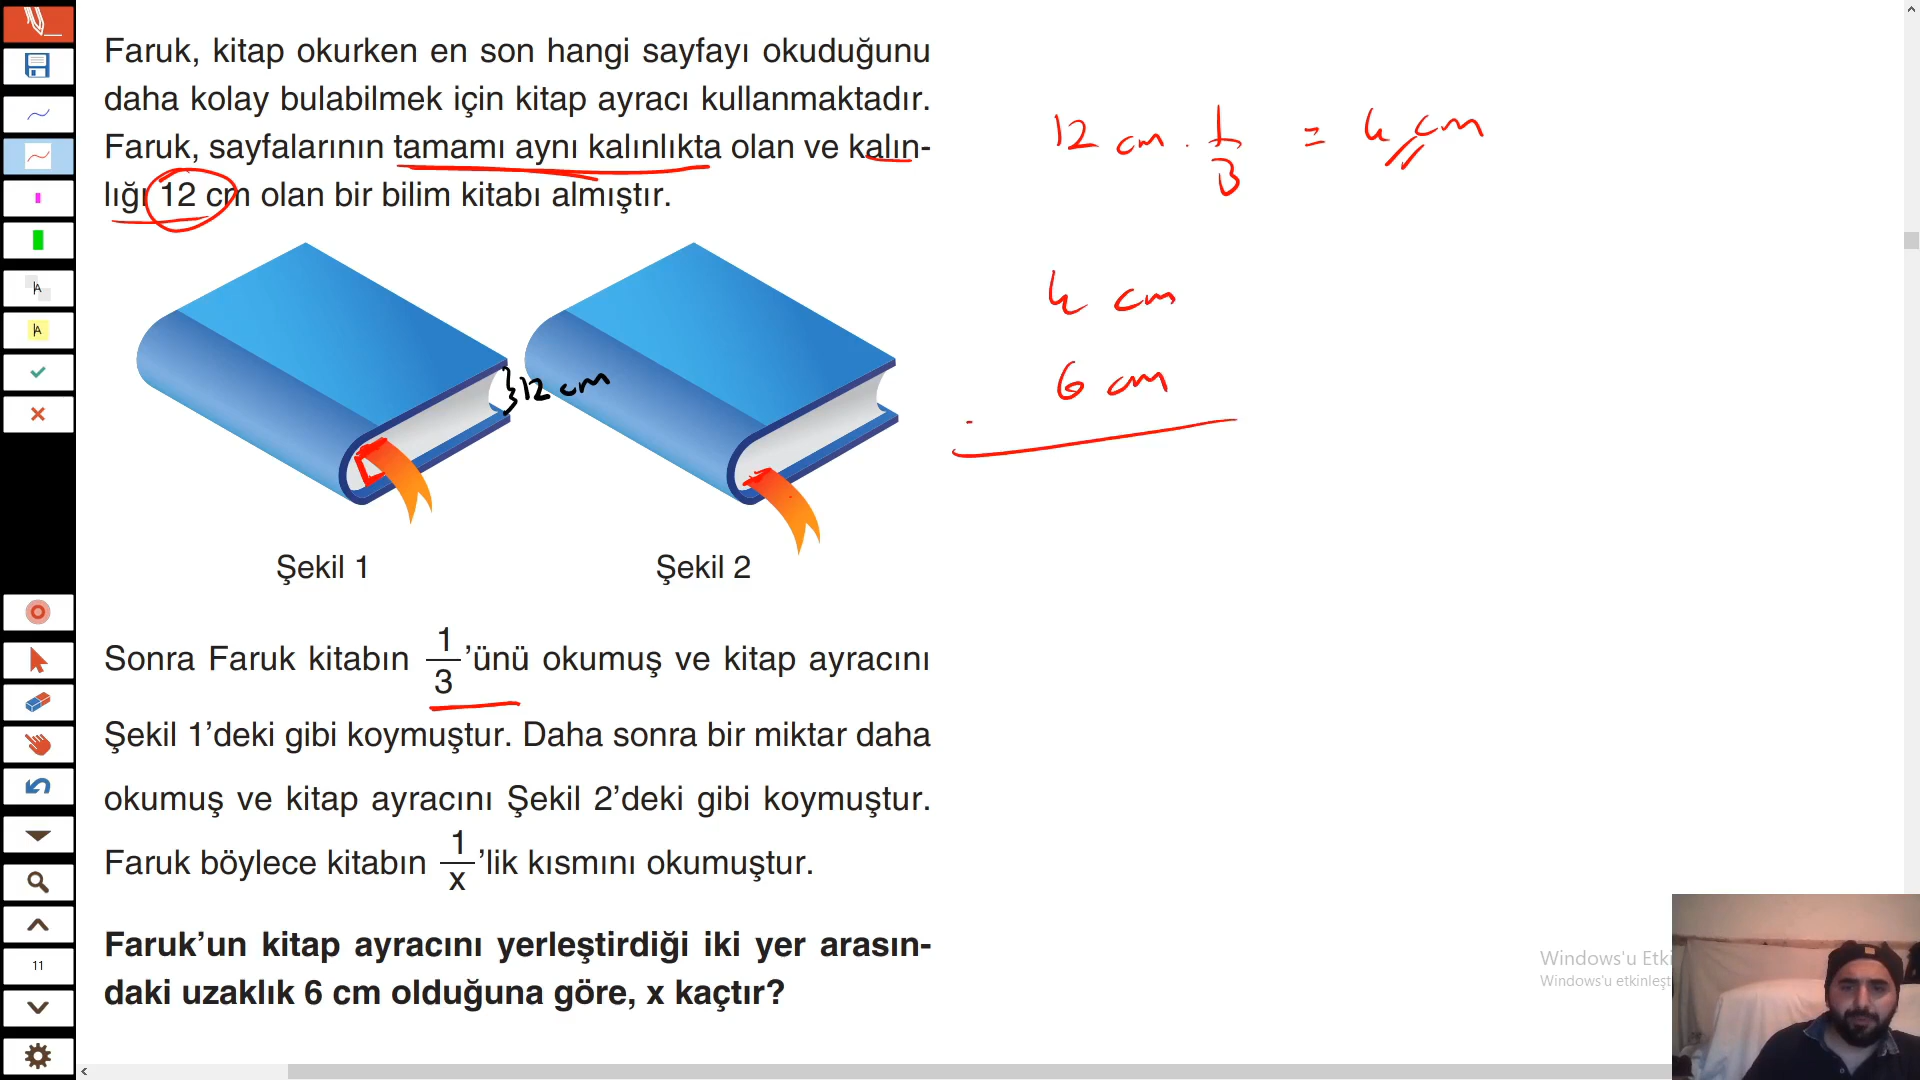 Faruk, kitap okurken en son hangi sayfayı okuduğunu
daha kolay bulabilmek için kitap ayracı kullanmaktadır.
Faruk, sayfalarının tamamı aynı kalınlıkta olan ve kalın-
lığı 12 cm olan bir bilim kitabı almıştır.
12 cm . 1/3 = 4 cm
4 cm
6 cm
} 12 cm
Şekil 1
Şekil 2
Sonra Faruk kitabın 1/3 'ünü okumuş ve kitap ayracını
Şekil 1'deki gibi koymuştur. Daha sonra bir miktar daha
okumuş ve kitap ayracını Şekil 2'deki gibi koymuştur.
Faruk böylece kitabın 1/x 'lik kısmını okumuştur.
Faruk'un kitap ayracını yerleştirdiği iki yer arasın-
daki uzaklık 6 cm olduğuna göre, x kaçtır?
A
A
11
Windows'u Etki
Windows'u etkinleşt